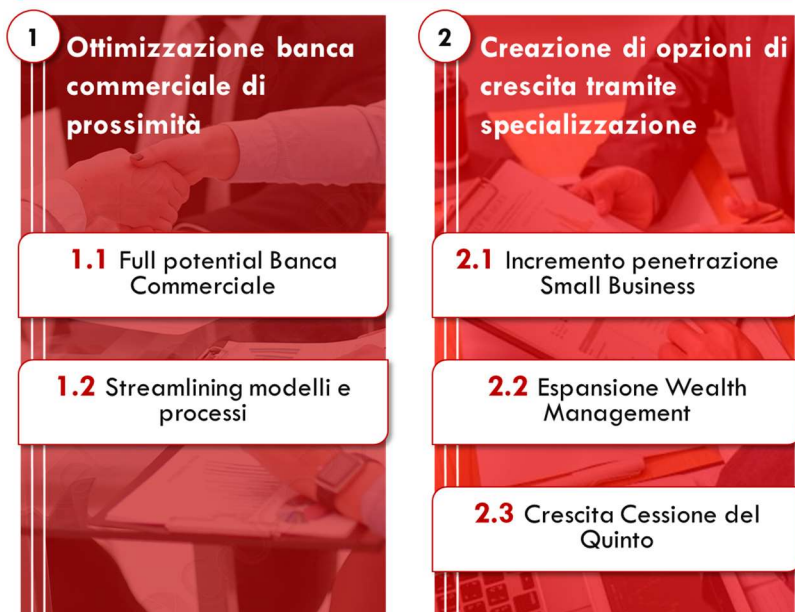 1
Ottimizzazione banca
commerciale di
prossimità
1.1 Full potential Banca
Commerciale
1.2 Streamlining modelli e
processi
2
Creazione di opzioni di
crescita tramite
specializzazione
2.1 Incremento penetrazione
Small Business
2.2 Espansione Wealth
Management
2.3 Crescita Cessione del
Quinto